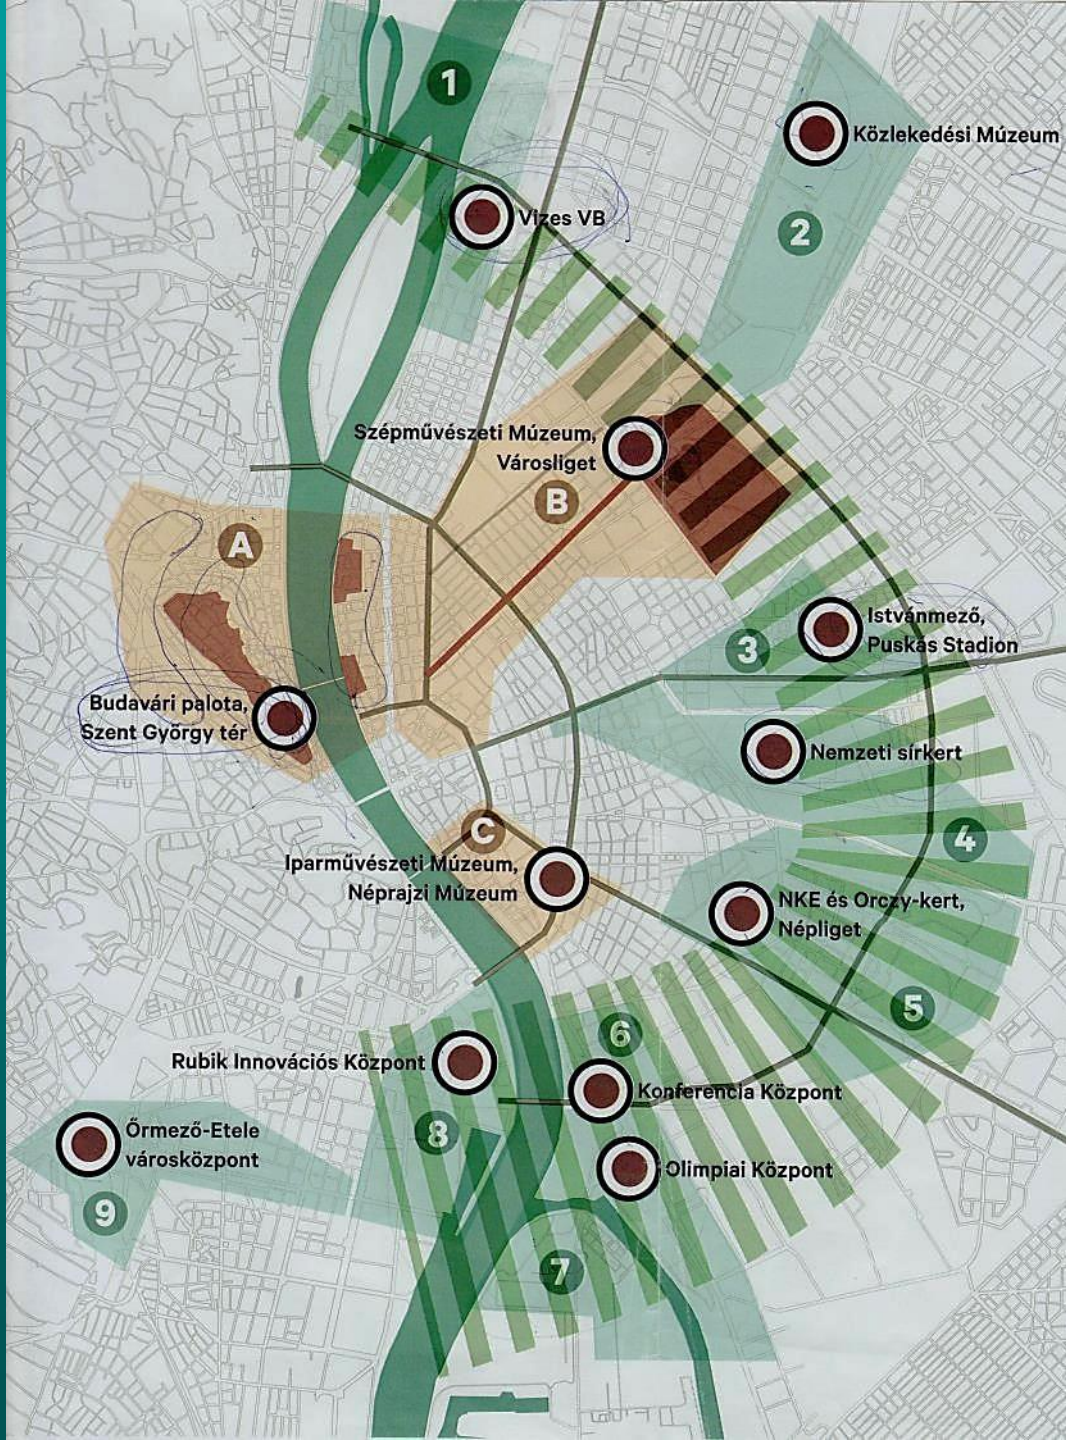 1
Közlekedési Múzeum
Vizes VB
2
Szépművészeti Múzeum,
Városliget
B
A
Istvánmező,
Puskás Stadion
3
Budavári palota,
Szent György tér
Nemzeti sírkert
C
4
Iparművészeti Múzeum,
Néprajzi Múzeum
NKE és Orczy-kert,
Népliget
5
6
Rubik Innovációs Központ
Konferencia Központ
8
Őrmező-Etele
városközpont
Olimpiai Központ
9
7